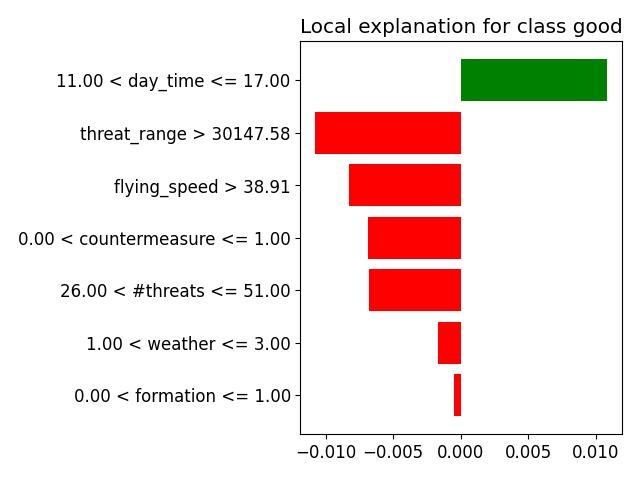 Local explanation for class good
11.00 < day_time <= 17.00
threat_range > 30147.58
flying_speed > 38.91
0.00 < countermeasure <= 1.00
26.00 < #threats <= 51.00
1.00 < weather <= 3.00
0.00 < formation <= 1.00
−0.010 −0.005 0.000 0.005 0.010